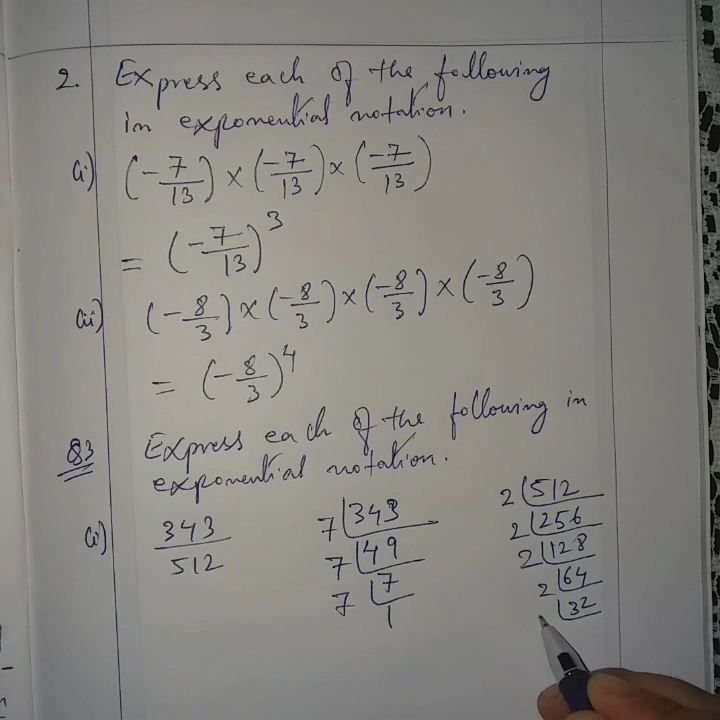 2. Express each of the following
in exponential notation.
(i) (-7/13) × (-7/13) × (-7/13)
= (-7/13)^3
(ii) (-8/3) × (-8/3) × (-8/3) × (-8/3)
= (-8/3)^4
Q3 Express each of the following in
exponential notation.
(i) 343/512
7 | 343
7 | 49
7 | 7
1
2 | 512
2 | 256
2 | 128
2 | 64
32